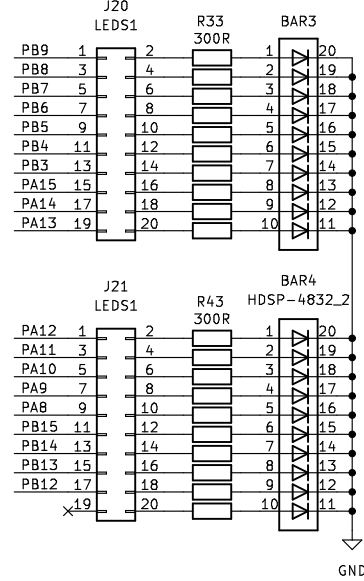 J20
LEDS1
R33
300R
BAR3
PB9 1 2 1 20
PB8 3 4 2 19
PB7 5 6 3 18
PB6 7 8 4 17
PB5 9 10 5 16
PB4 11 12 6 15
PB3 13 14 7 14
PA15 15 16 8 13
PA14 17 18 9 12
PA13 19 20 10 11
J21
LEDS1
R43
300R
BAR4
HDSP-4832_2
PA12 1 2 1 20
PA11 3 4 2 19
PA10 5 6 3 18
PA9 7 8 4 17
PA8 9 10 5 16
PB15 11 12 6 15
PB14 13 14 7 14
PB13 15 16 8 13
PB12 17 18 9 12
19 20 10 11
GND